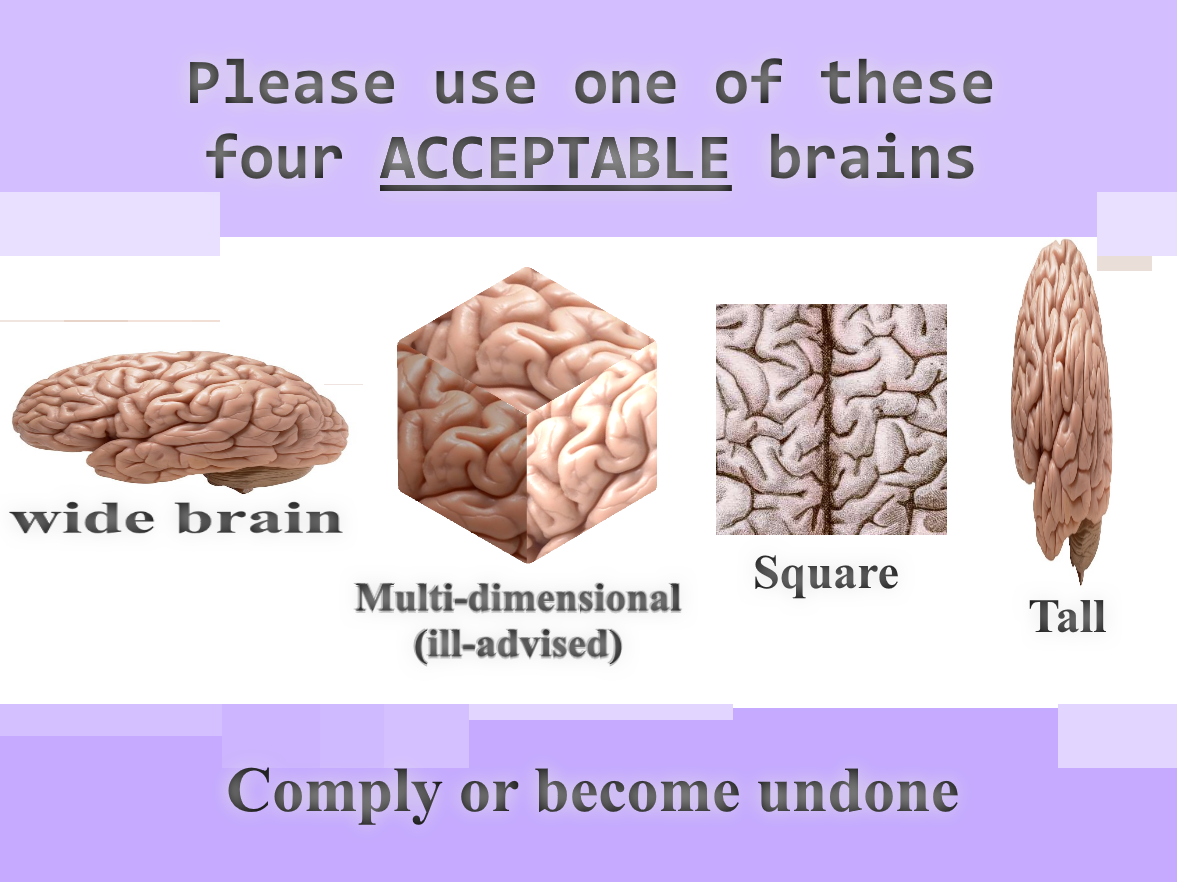 Please use one of these
four ACCEPTABLE brains
wide brain
Multi-dimensional
(ill-advised)
Square
Tall
Comply or become undone